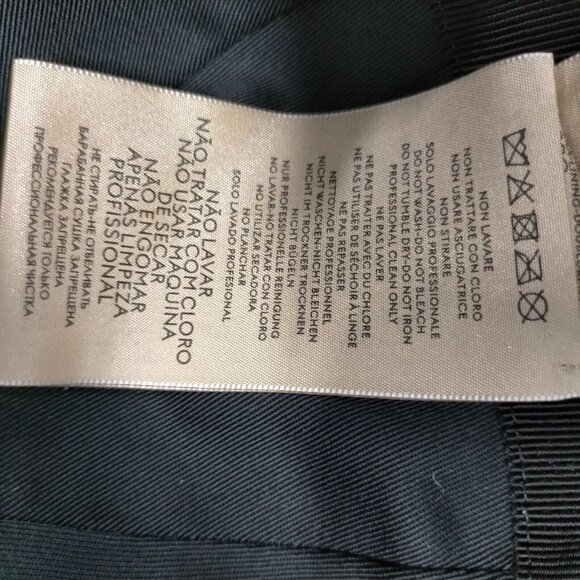 NON LAVARE
NON TRATTARE CON CLORO
NON USARE ASCIUGATRICE
NON STIRARE
SOLO LAVAGGIO PROFESSIONALE
DO NOT WASH-DO NOT BLEACH
DO NOT TUMBLE DRY-DO NOT IRON
PROFESSIONAL CLEAN ONLY
NE PAS LAVER
NE PAS TRAITER AVEC DU CHLORE
NE PAS UTILISER DE SÉCHOIR À LINGE
NE PAS REPASSER
NETTOYAGE PROFESSIONNEL
NICHT WASCHEN-NICHT BLEICHEN
NICHT IM TROCKNER TROCKNEN
NICHT BÜGELN
NUR PROFESSIONELLE REINIGUNG
NO LAVAR-NO TRATAR CON CLORO
NO UTILIZAR SECADORA
NO PLANCHAR
SOLO LAVADO PROFESIONAL
NÃO LAVAR
NÃO TRATAR COM CLORO
NÃO USAR MÁQUINA
DE SECAR
NÃO ENGOMAR
APENAS LIMPEZA
PROFISSIONAL
НЕ СТИРАТЬ-НЕ ОТБЕЛИВАТЬ
БАРАБАННАЯ СУШКА ЗАПРЕЩЕНА
ГЛАЖКА ЗАПРЕЩЕНА
РЕКОМЕНДУЕТСЯ ТОЛЬКО
ПРОФЕССИОНАЛЬНАЯ ЧИСТКА